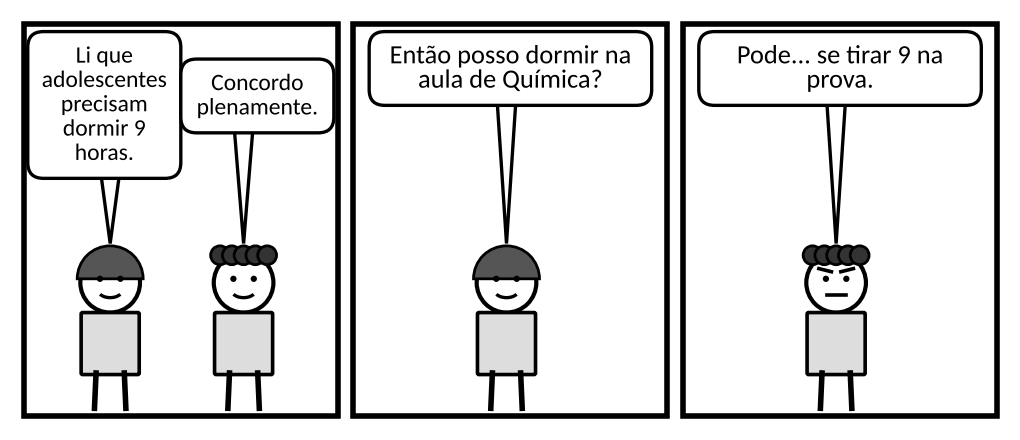 Li que
adolescentes
precisam
dormir 9
horas.
Concordo
plenamente.
Então posso dormir na
aula de Química?
Pode... se tirar 9 na
prova.